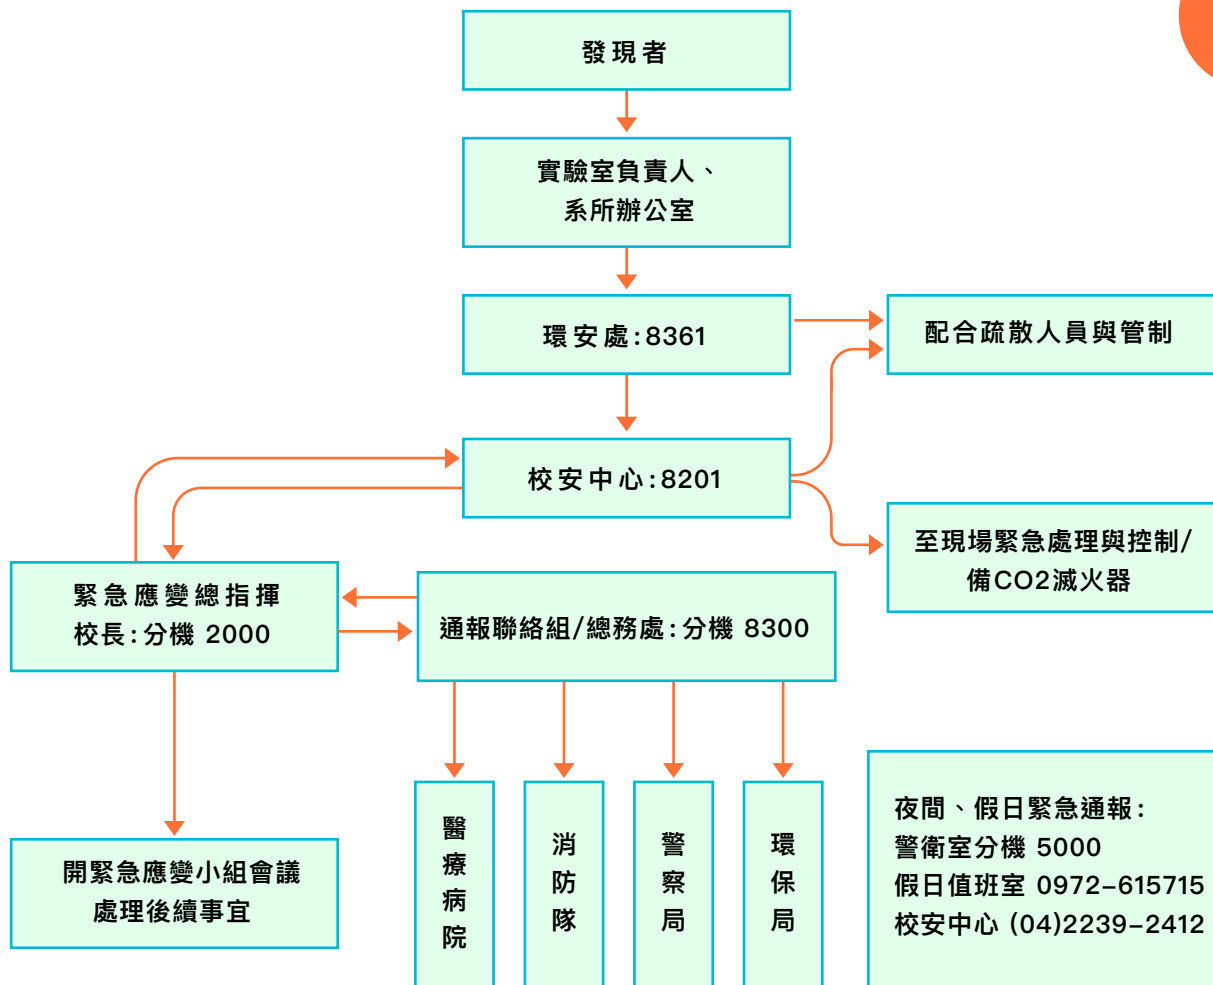 發現者
實驗室負責人、
系所辦公室
環安處:8361
配合疏散人員與管制
校安中心:8201
至現場緊急處理與控制/
備CO2滅火器
緊急應變總指揮
校長:分機 2000
通報聯絡組/總務處:分機 8300
開緊急應變小組會議
處理後續事宜
醫療病院
消防隊
警察局
環保局
夜間、假日緊急通報:
警衛室分機 5000
假日值班室 0972-615715
校安中心 (04)2239-2412